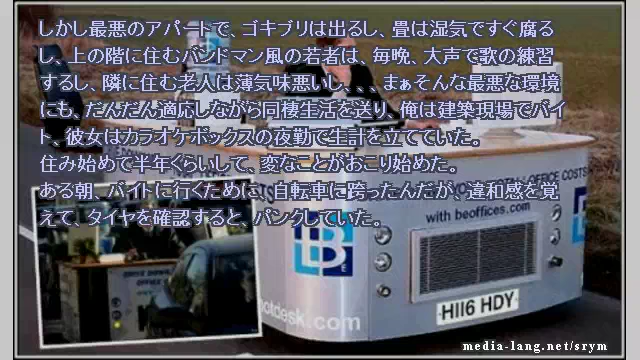 しかし最悪のアパートで、ゴキブリは出るし、畳は湿気ですぐ腐る
し、上の階に住むバンドマン風の若者は、毎晩、大声で歌の練習
するし、隣に住む老人は薄気味悪いし、、、まぁそんな最悪な環境
にも、だんだん適応しながら同棲生活を送り、俺は建築現場でバイ
ト、彼女はカラオケボックスの夜勤で生計を立てていた。
住み始めて半年くらいして、変なことがおこり始めた。
ある朝、バイトに行くために、自転車に跨ったんだが、違和感を覚
えて、タイヤを確認すると、パンクしていた。
OFFICE COSTS
with beoffices.com
BE
H116 HDY
otdesk.com
media-lang.net/srym